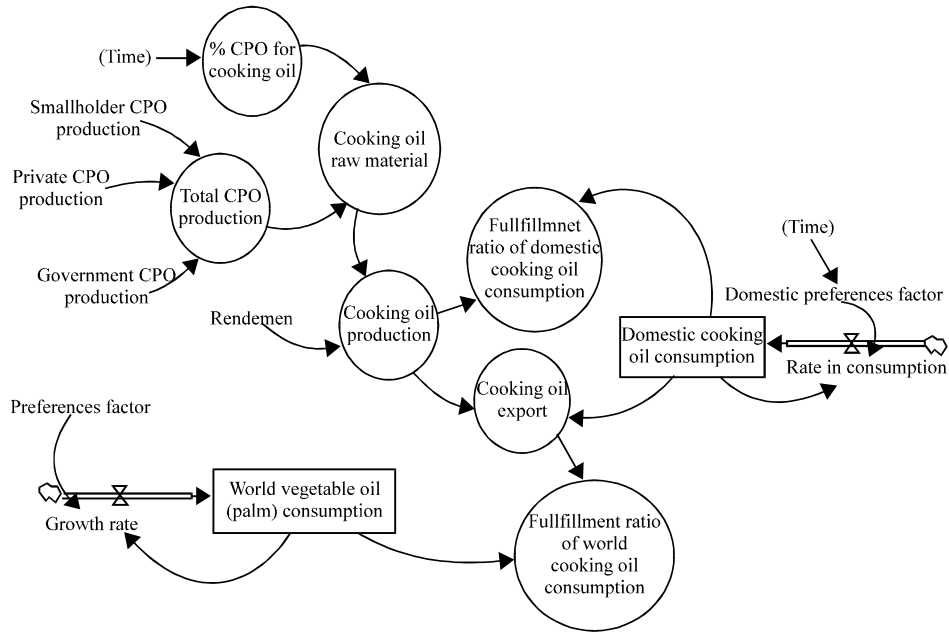 % CPO for
cooking oil
(Time)
Smallholder CPO
production
Cooking oil
raw material
Private CPO
production
Total CPO
production
Government CPO
production
Fullfillmnet
ratio of domestic
cooking oil
consumption
(Time)
Domestic preferences factor
Rendemen
Cooking oil
production
Domestic cooking
oil consumption
Rate in consumption
Cooking oil
export
Preferences factor
World vegetable oil
(palm) consumption
Growth rate
Fullfillment ratio
of world
cooking oil
consumption